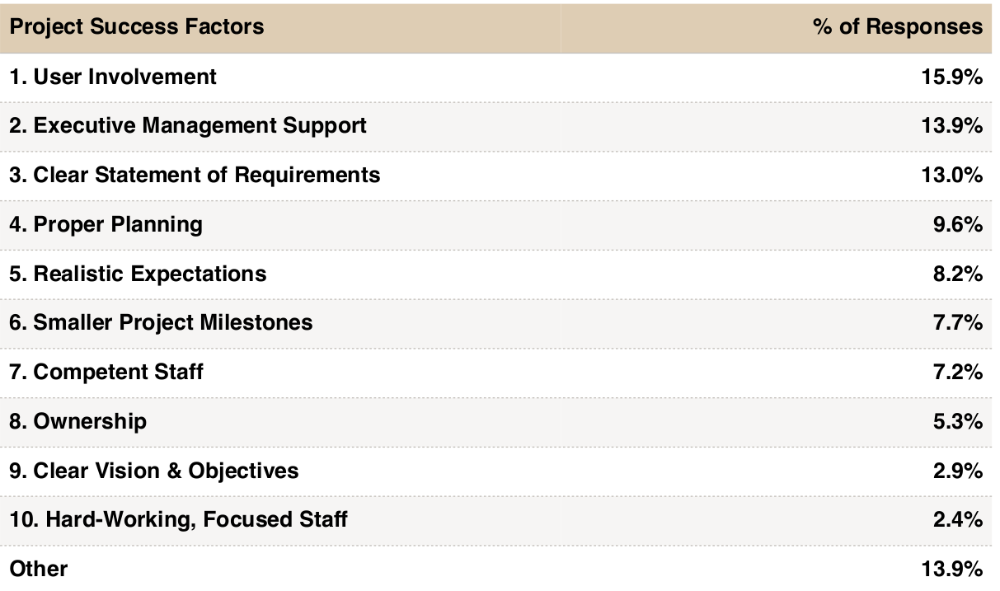 Project Success Factors % of Responses
1. User Involvement 15.9%
2. Executive Management Support 13.9%
3. Clear Statement of Requirements 13.0%
4. Proper Planning 9.6%
5. Realistic Expectations 8.2%
6. Smaller Project Milestones 7.7%
7. Competent Staff 7.2%
8. Ownership 5.3%
9. Clear Vision & Objectives 2.9%
10. Hard-Working, Focused Staff 2.4%
Other 13.9%